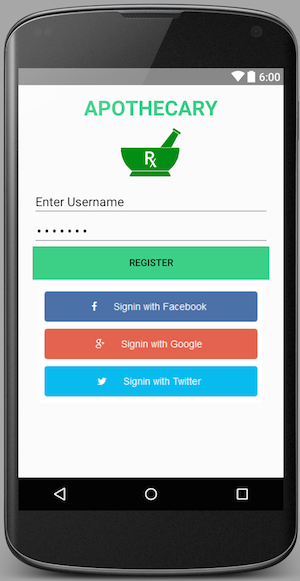 6:00
APOTHECARY
Rx
Enter Username
•••••••
REGISTER
f Signin with Facebook
g+ Signin with Google
Signin with Twitter